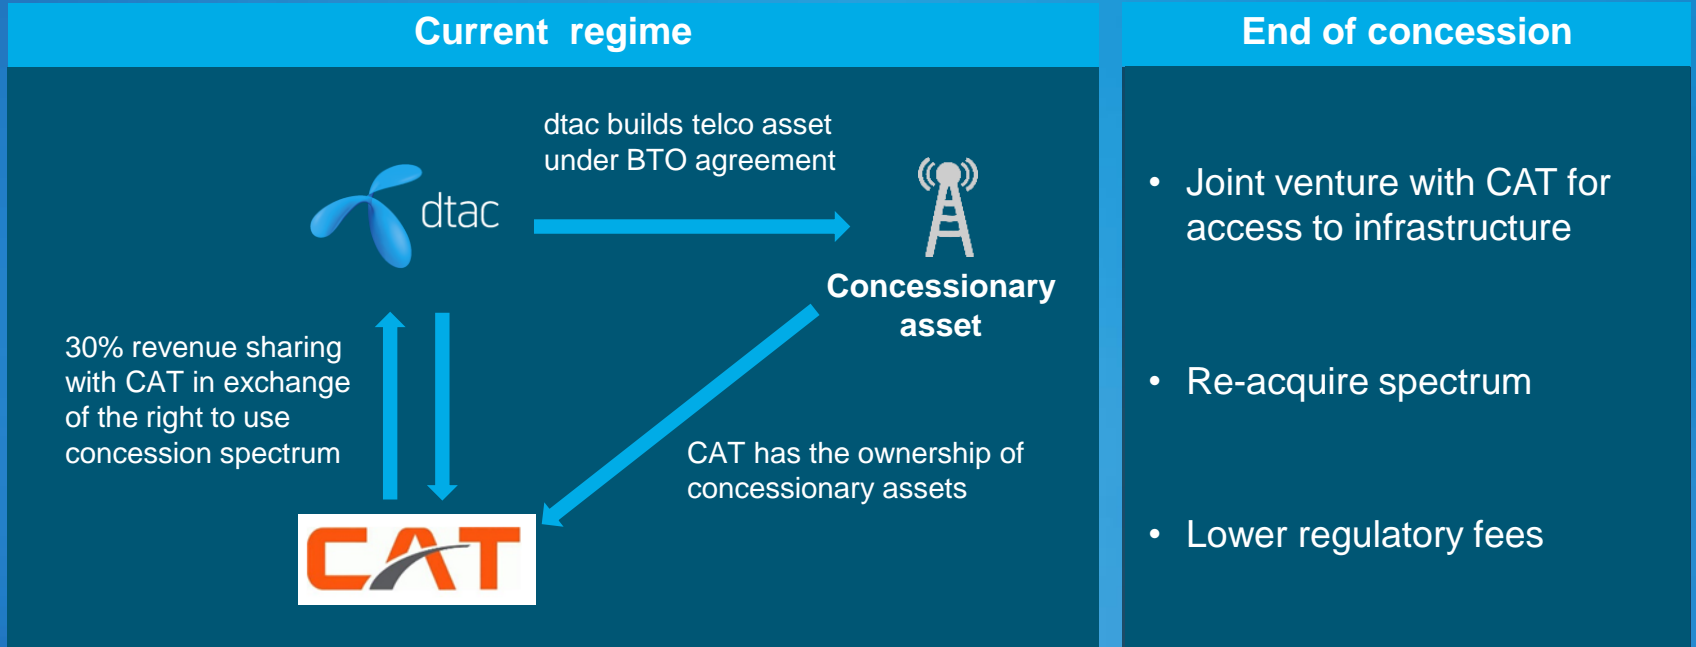 Current regime
End of concession
dtac builds telco asset
under BTO agreement
dtac
Concessionary
asset
30% revenue sharing
with CAT in exchange
of the right to use
concession spectrum
CAT has the ownership of
concessionary assets
CAT
• Joint venture with CAT for
access to infrastructure
• Re-acquire spectrum
• Lower regulatory fees